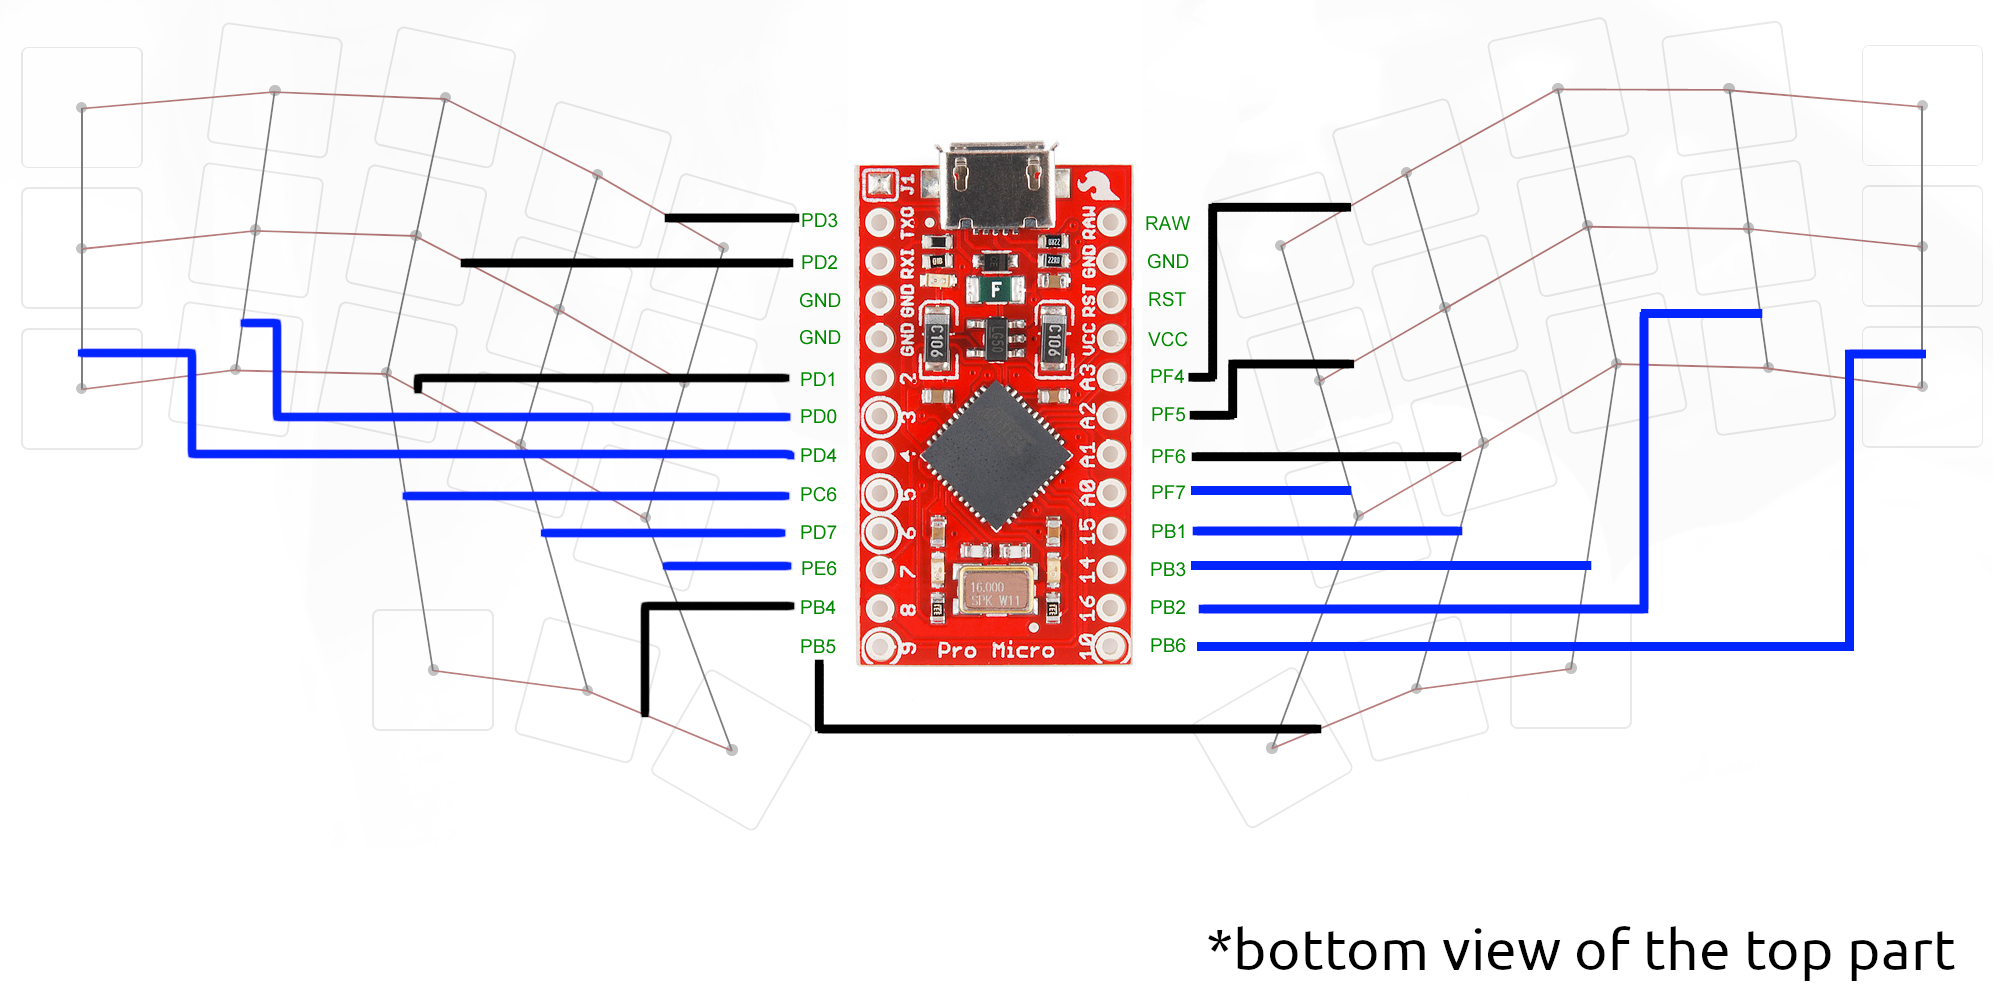 PD3
PD2
GND
GND
PD1
PD0
PD4
PC6
PD7
PE6
PB4
PB5
J1
TXO
RXI
GND
GND
2
3
4
5
6
7
8
9
F
C106
LG50
C106
16.000
SPK W11
Pro Micro
RAW
GND
RST
VCC
A3
A2
A1
A0
15
14
16
10
RAW
GND
RST
VCC
PF4
PF5
PF6
PF7
PB1
PB3
PB2
PB6
*bottom view of the top part